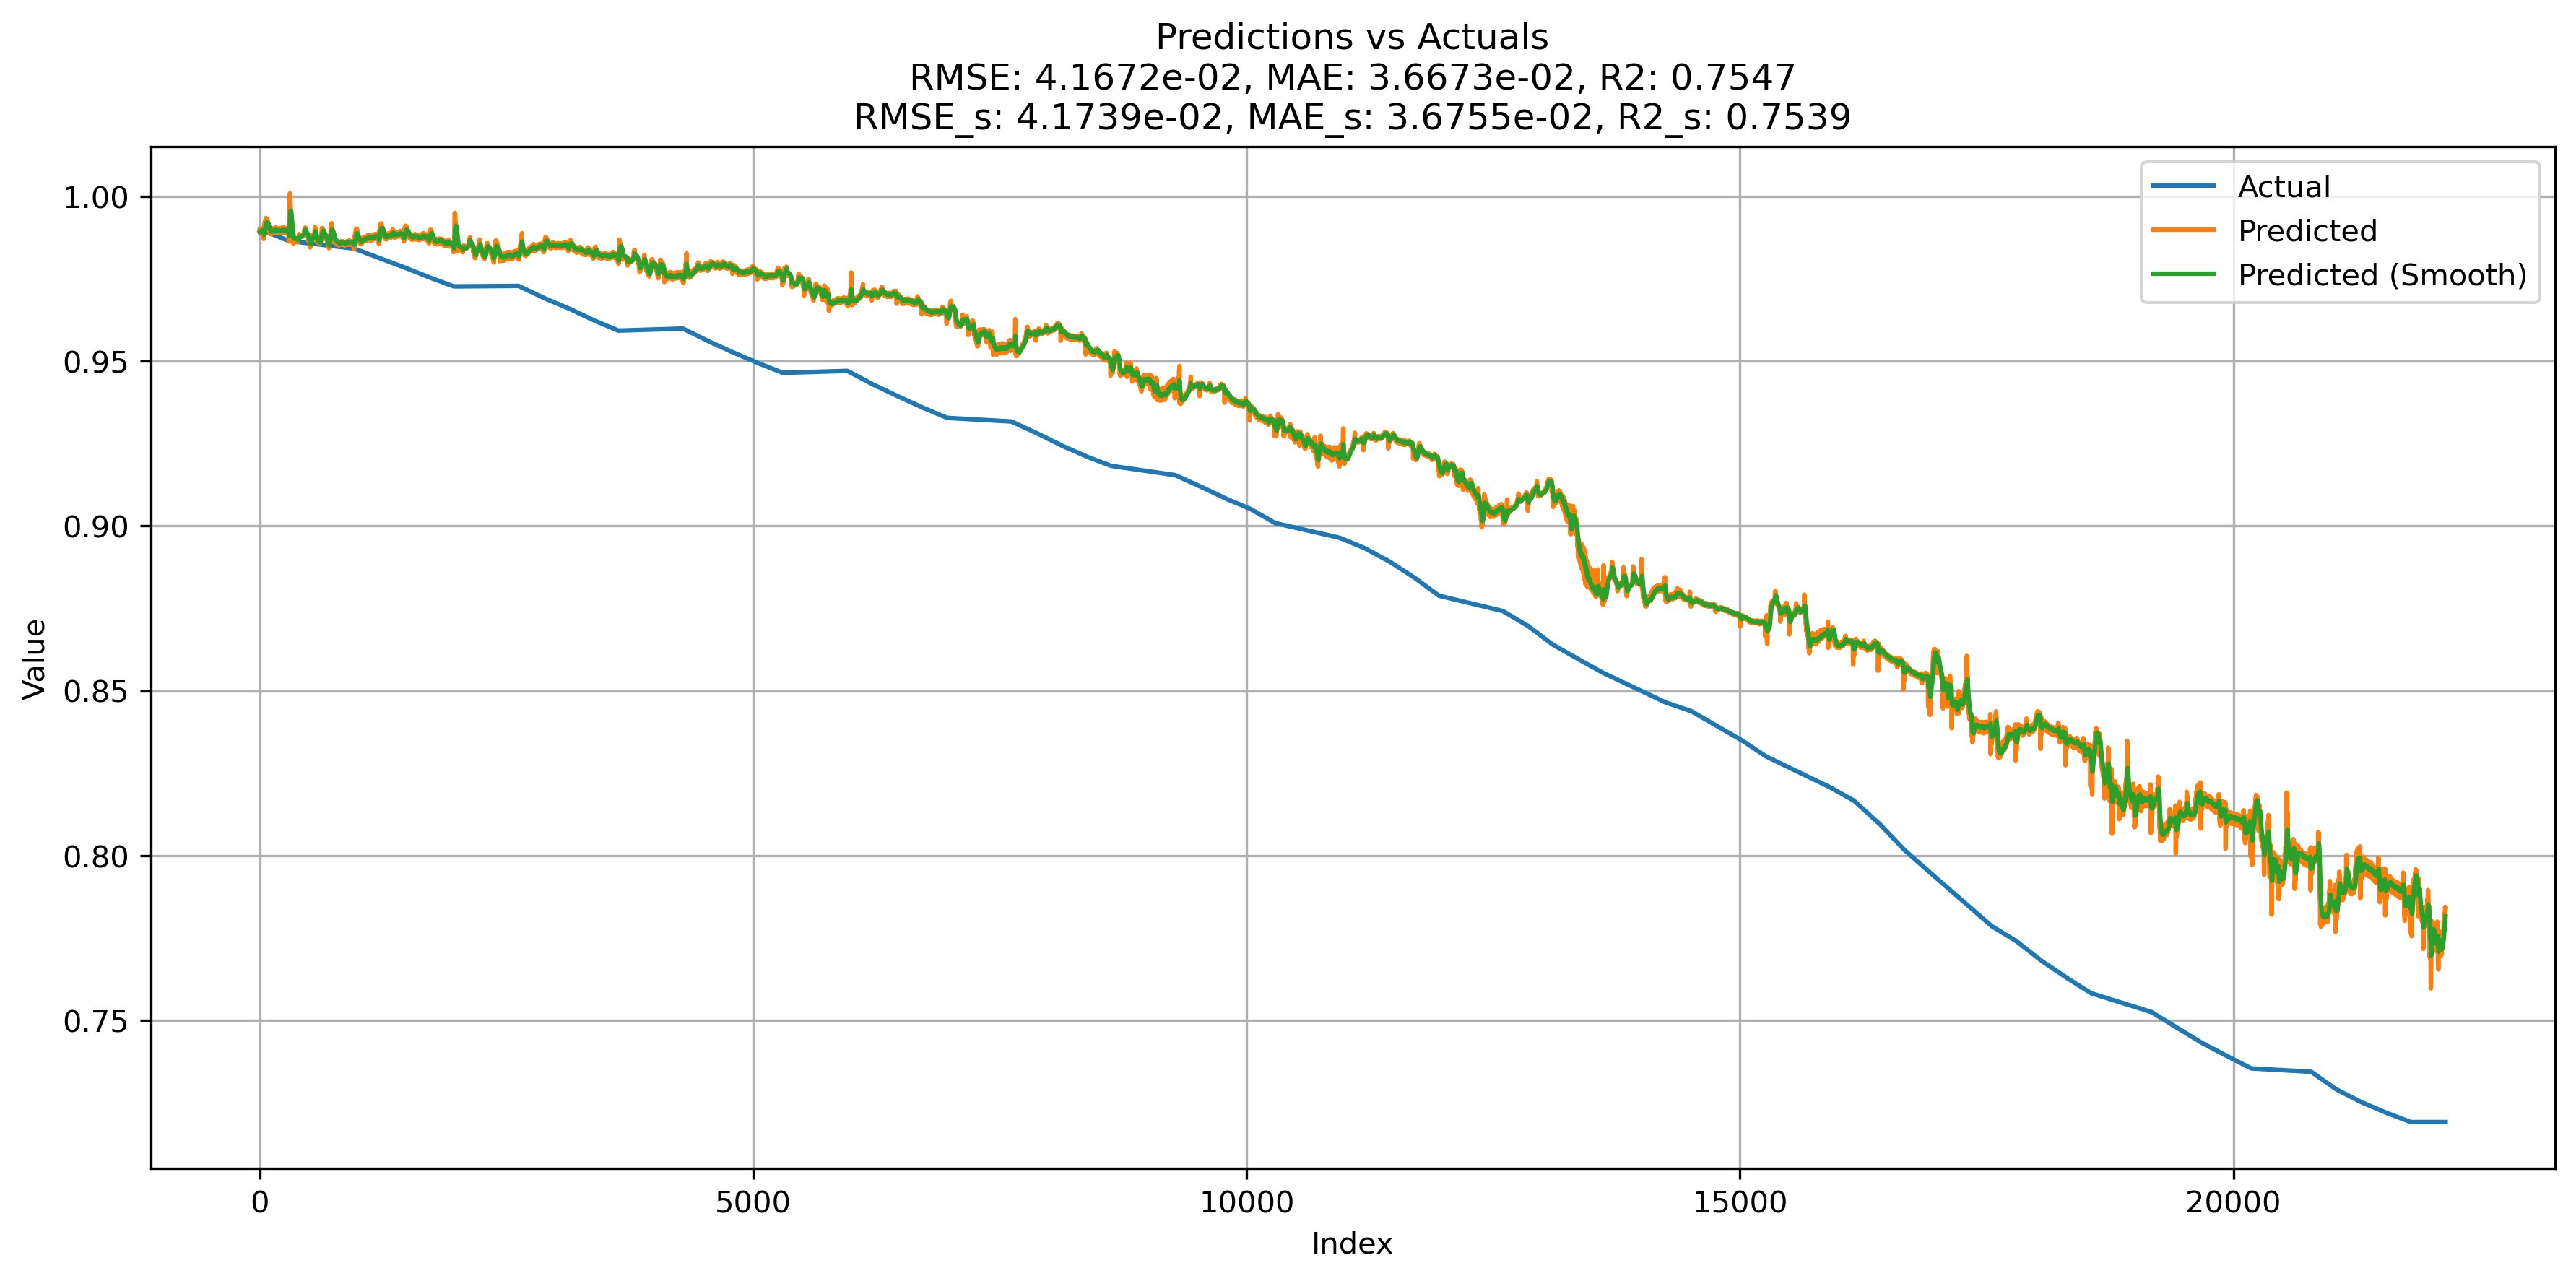 Predictions vs Actuals
RMSE: 4.1672e-02, MAE: 3.6673e-02, R2: 0.7547
RMSE_s: 4.1739e-02, MAE_s: 3.6755e-02, R2_s: 0.7539
Actual
Predicted
Predicted (Smooth)
Value
1.00
0.95
0.90
0.85
0.80
0.75
0
5000
10000
15000
20000
Index